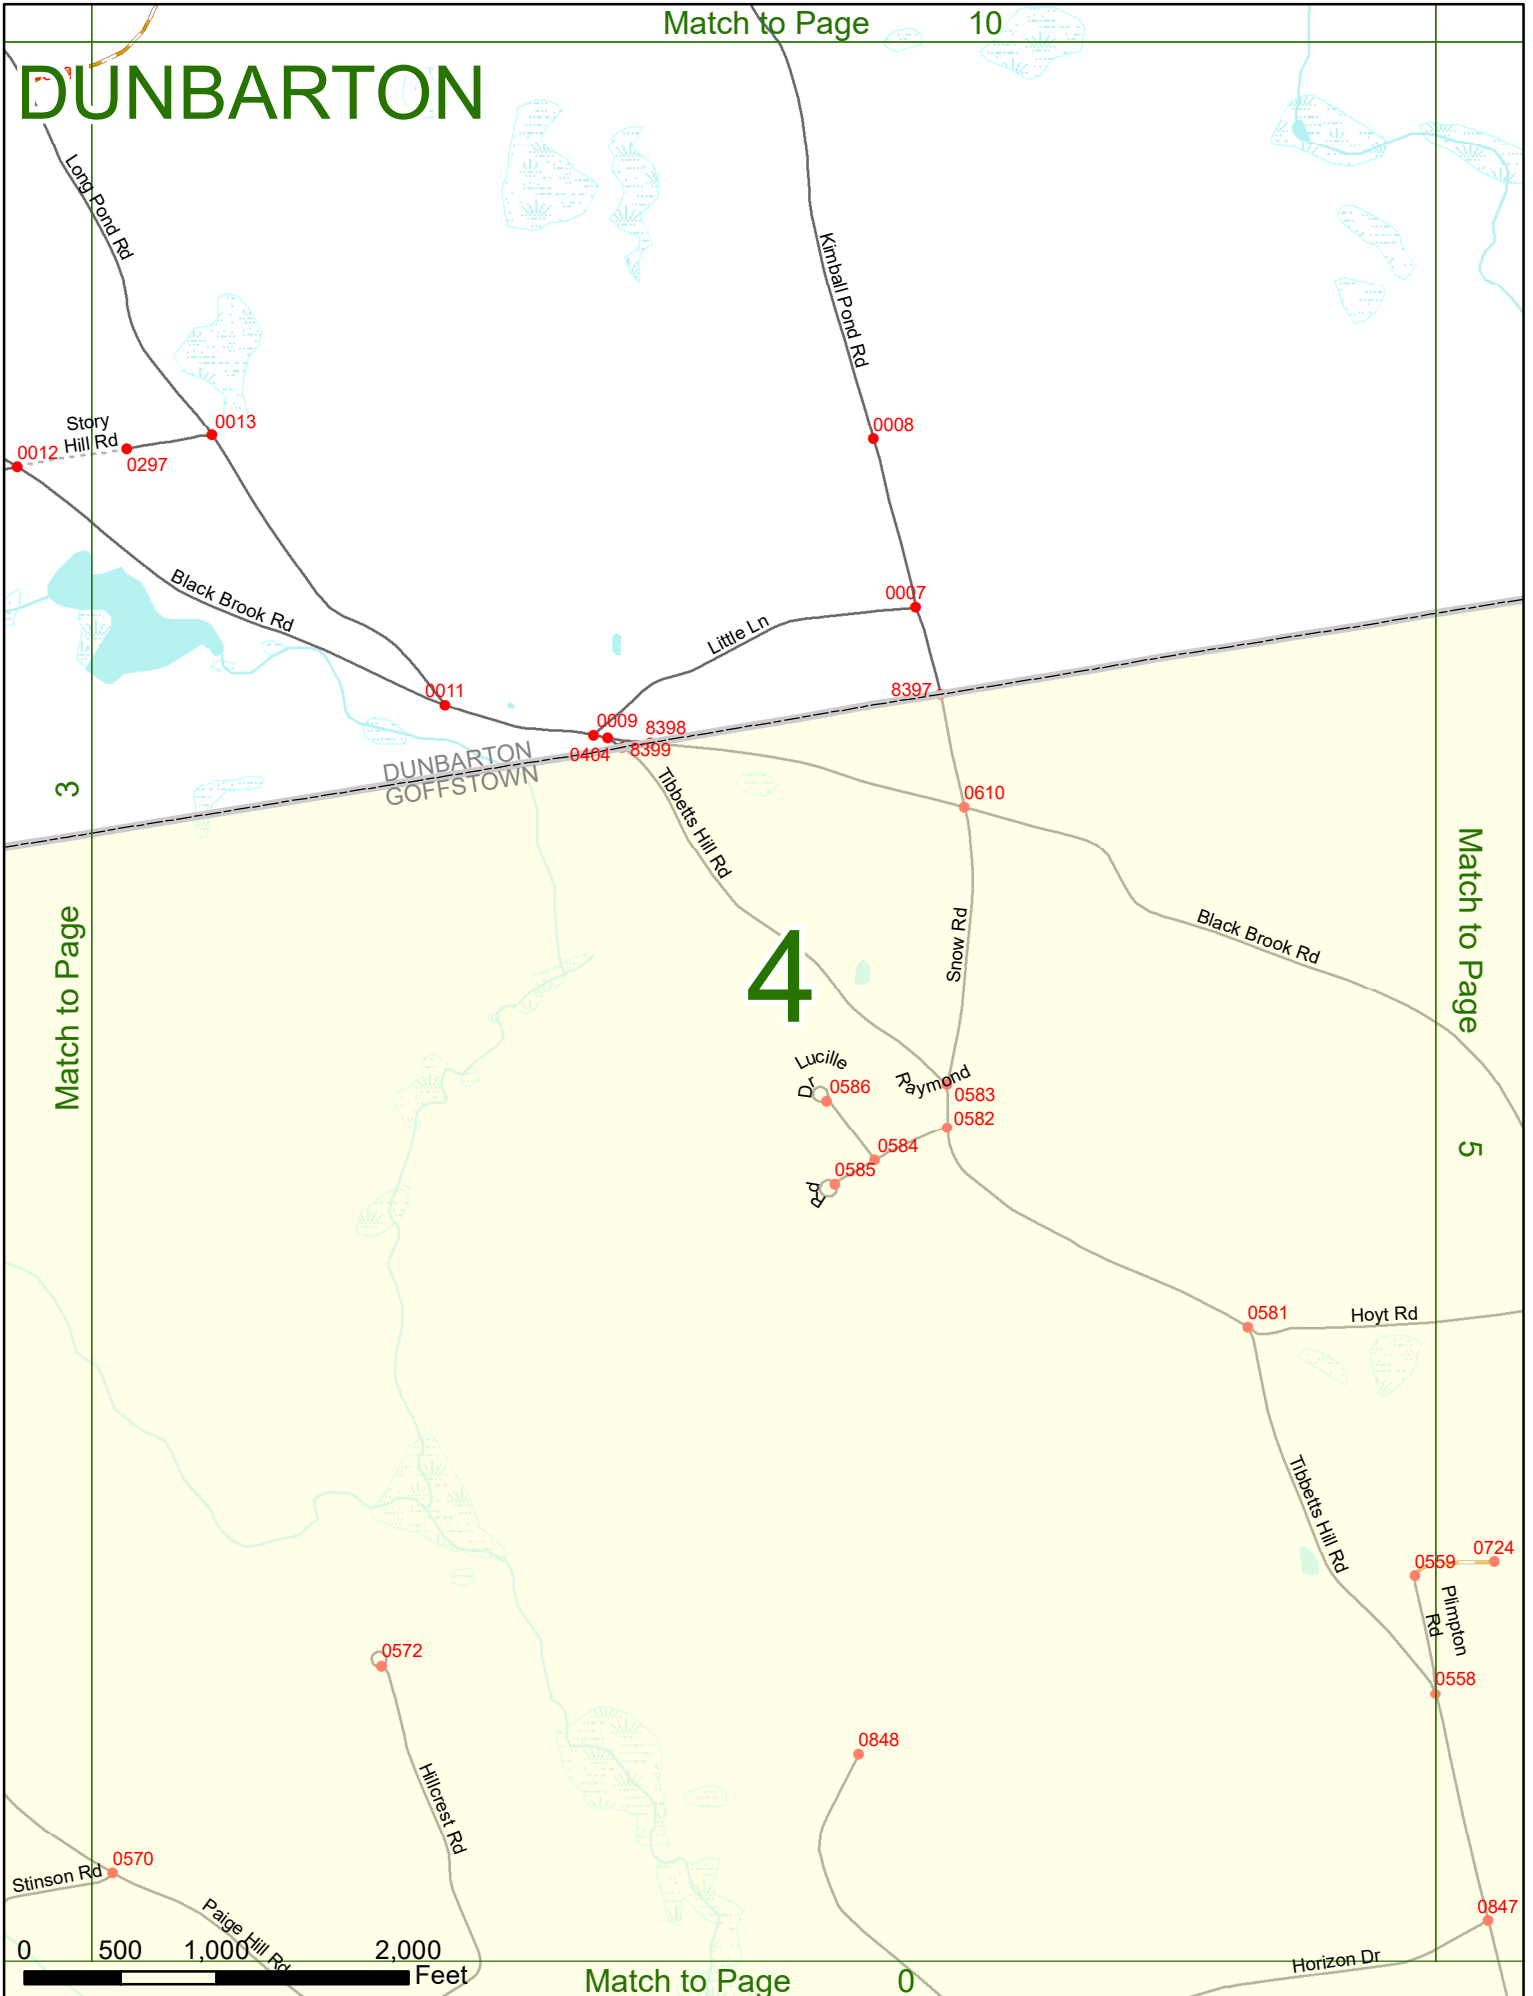 Match to Page 10
DUNBARTON
Long Pond Rd
Kimball Pond Rd
Story
Hill Rd
0013
0012
0297
0008
Black Brook Rd
0007
Little Ln
0011
8397
0009
8398
0404
8399
DUNBARTON
GOFFSTOWN
3
Match to Page
Tibbetts Hill Rd
0610
Match to Page
5
Snow Rd
Black Brook Rd
4
Lucille
Dr
0586
Raymond
0583
0582
0584
0585
Rd
0581
Hoyt Rd
Tibbetts Hill Rd
0724
0559
Plimpton
Rd
0572
0558
0848
Hillcrest Rd
0570
Stinson Rd
Paige Hill Rd
0847
Horizon Dr
0 500 1,000 2,000
Feet
Match to Page 0